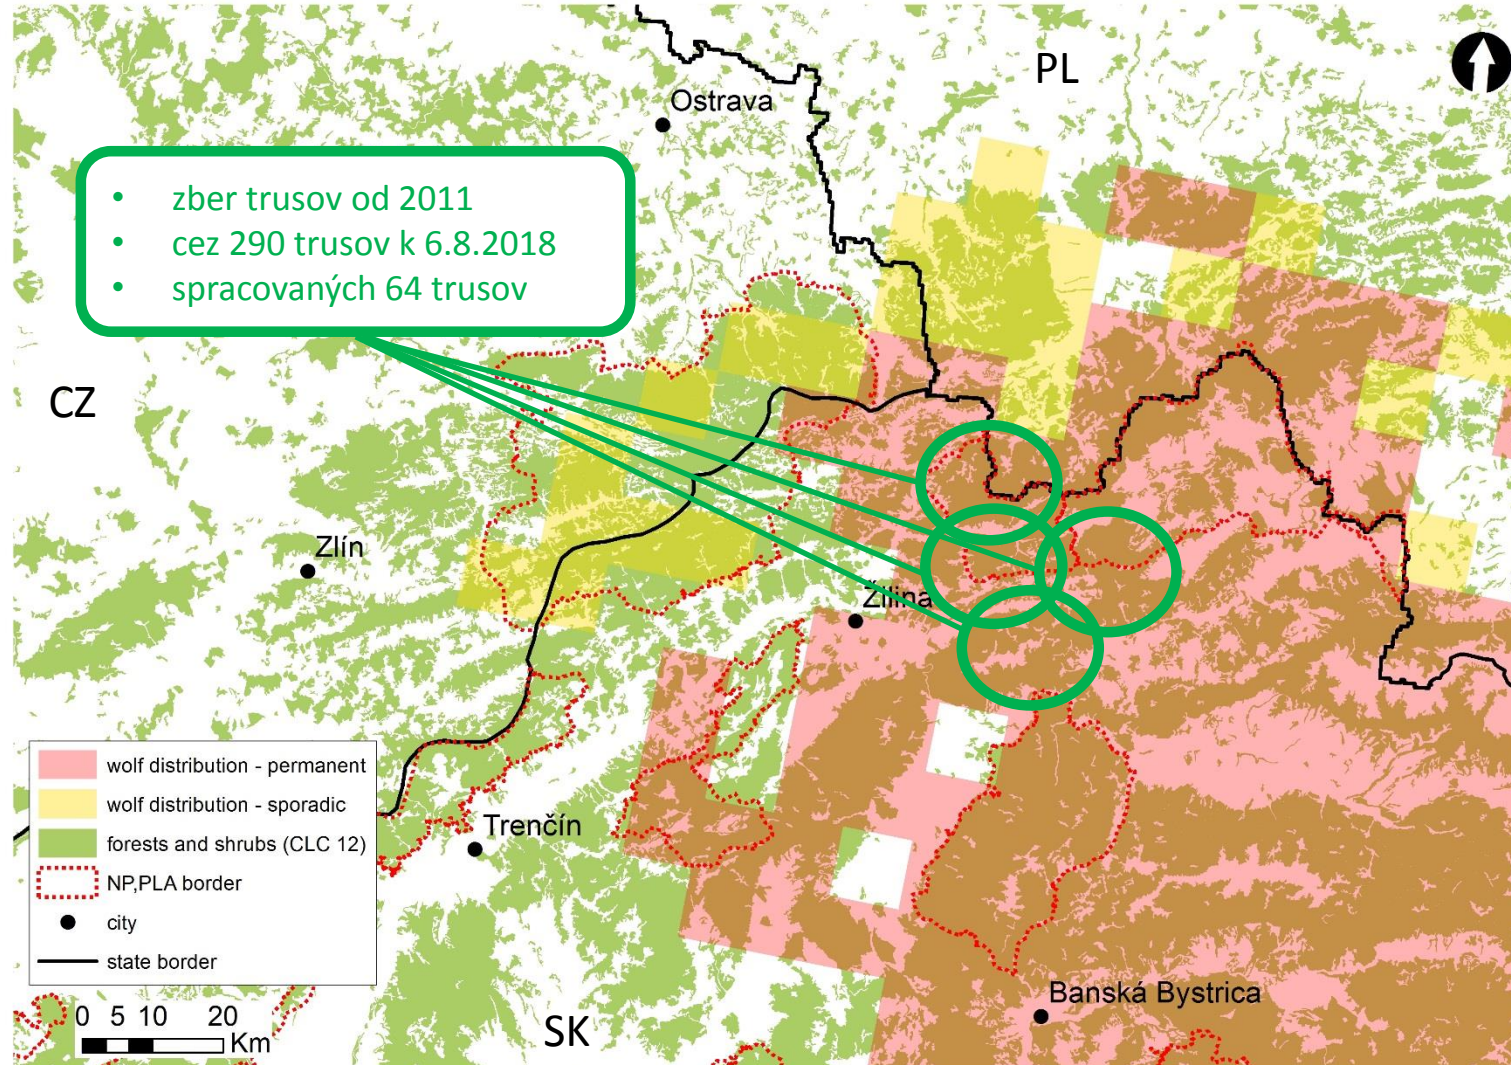 PL
Ostrava
• zber trusov od 2011
• cez 290 trusov k 6.8.2018
• spracovaných 64 trusov
CZ
Zlín
Žilina
wolf distribution - permanent
wolf distribution - sporadic
forests and shrubs (CLC 12)
NP,PLA border
city
state border
Trenčín
Banská Bystrica
0 5 10 20
Km
SK